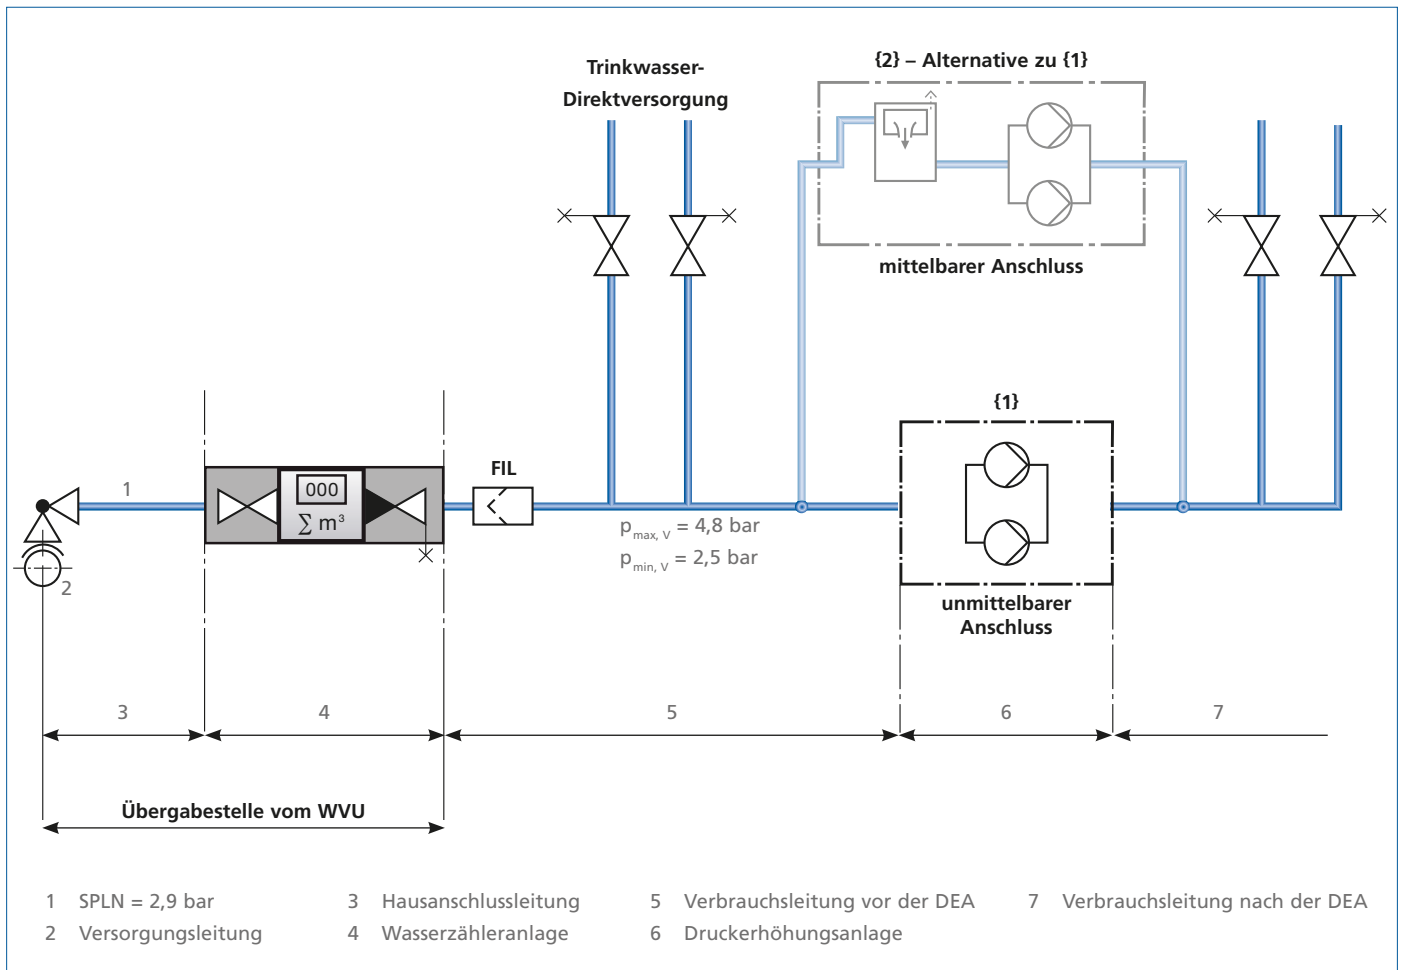 {2} – Alternative zu {1}
Trinkwasser-
Direktversorgung
mittelbarer Anschluss
{1}
FIL
1
000
∑ m³
pmax, V = 4,8 bar
pmin, V = 2,5 bar
2
unmittelbarer
Anschluss
3 4 5 6 7
Übergabestelle vom WVU
1 SPLN = 2,9 bar 3 Hausanschlussleitung 5 Verbrauchsleitung vor der DEA 7 Verbrauchsleitung nach der DEA
2 Versorgungsleitung 4 Wasserzähleranlage 6 Druckerhöhungsanlage